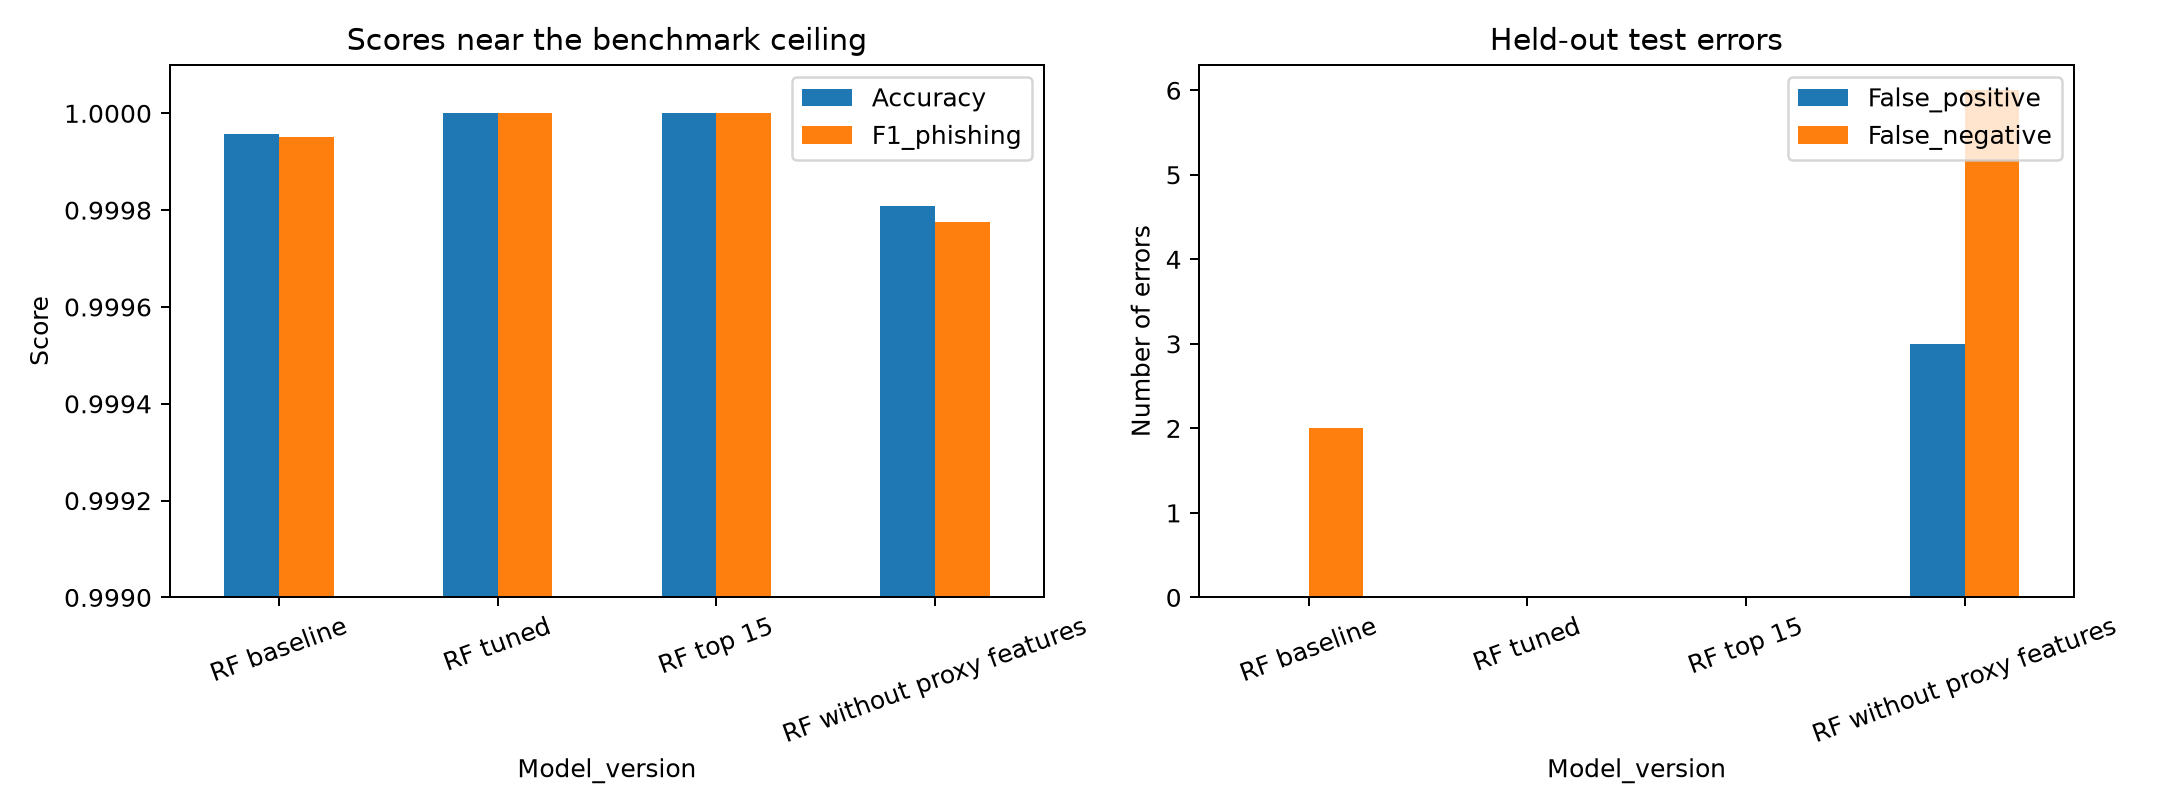 Scores near the benchmark ceiling
Accuracy
F1_phishing
Score
1.0000
0.9998
0.9996
0.9994
0.9992
0.9990
RF baseline
RF tuned
RF top 15
RF without proxy features
Model_version
Held-out test errors
False_positive
False_negative
Number of errors
6
5
4
3
2
1
0
RF baseline
RF tuned
RF top 15
RF without proxy features
Model_version